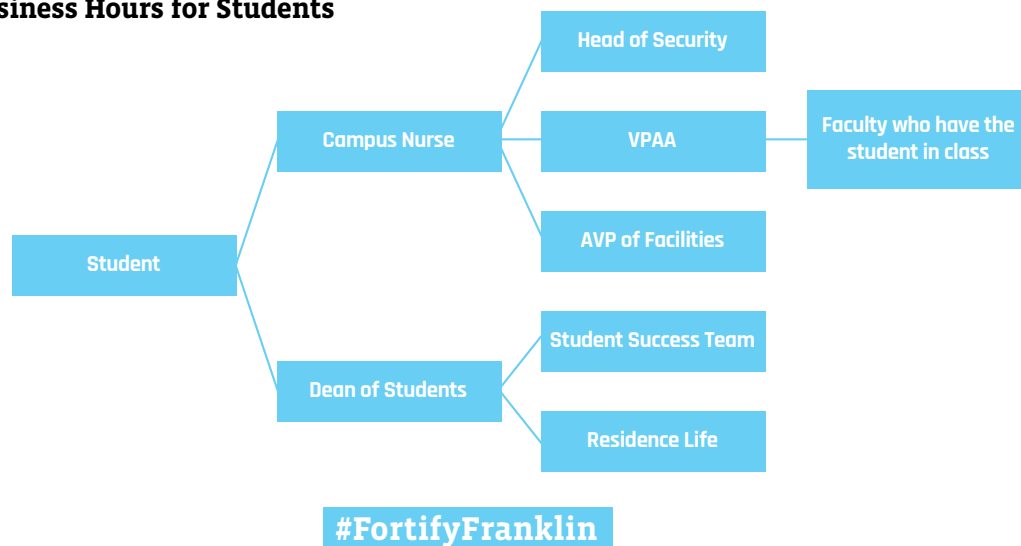 siness Hours for Students
Head of Security
Campus Nurse
VPAA
Faculty who have the
student in class
AVP of Facilities
Student
Student Success Team
Dean of Students
Residence Life
#FortifyFranklin